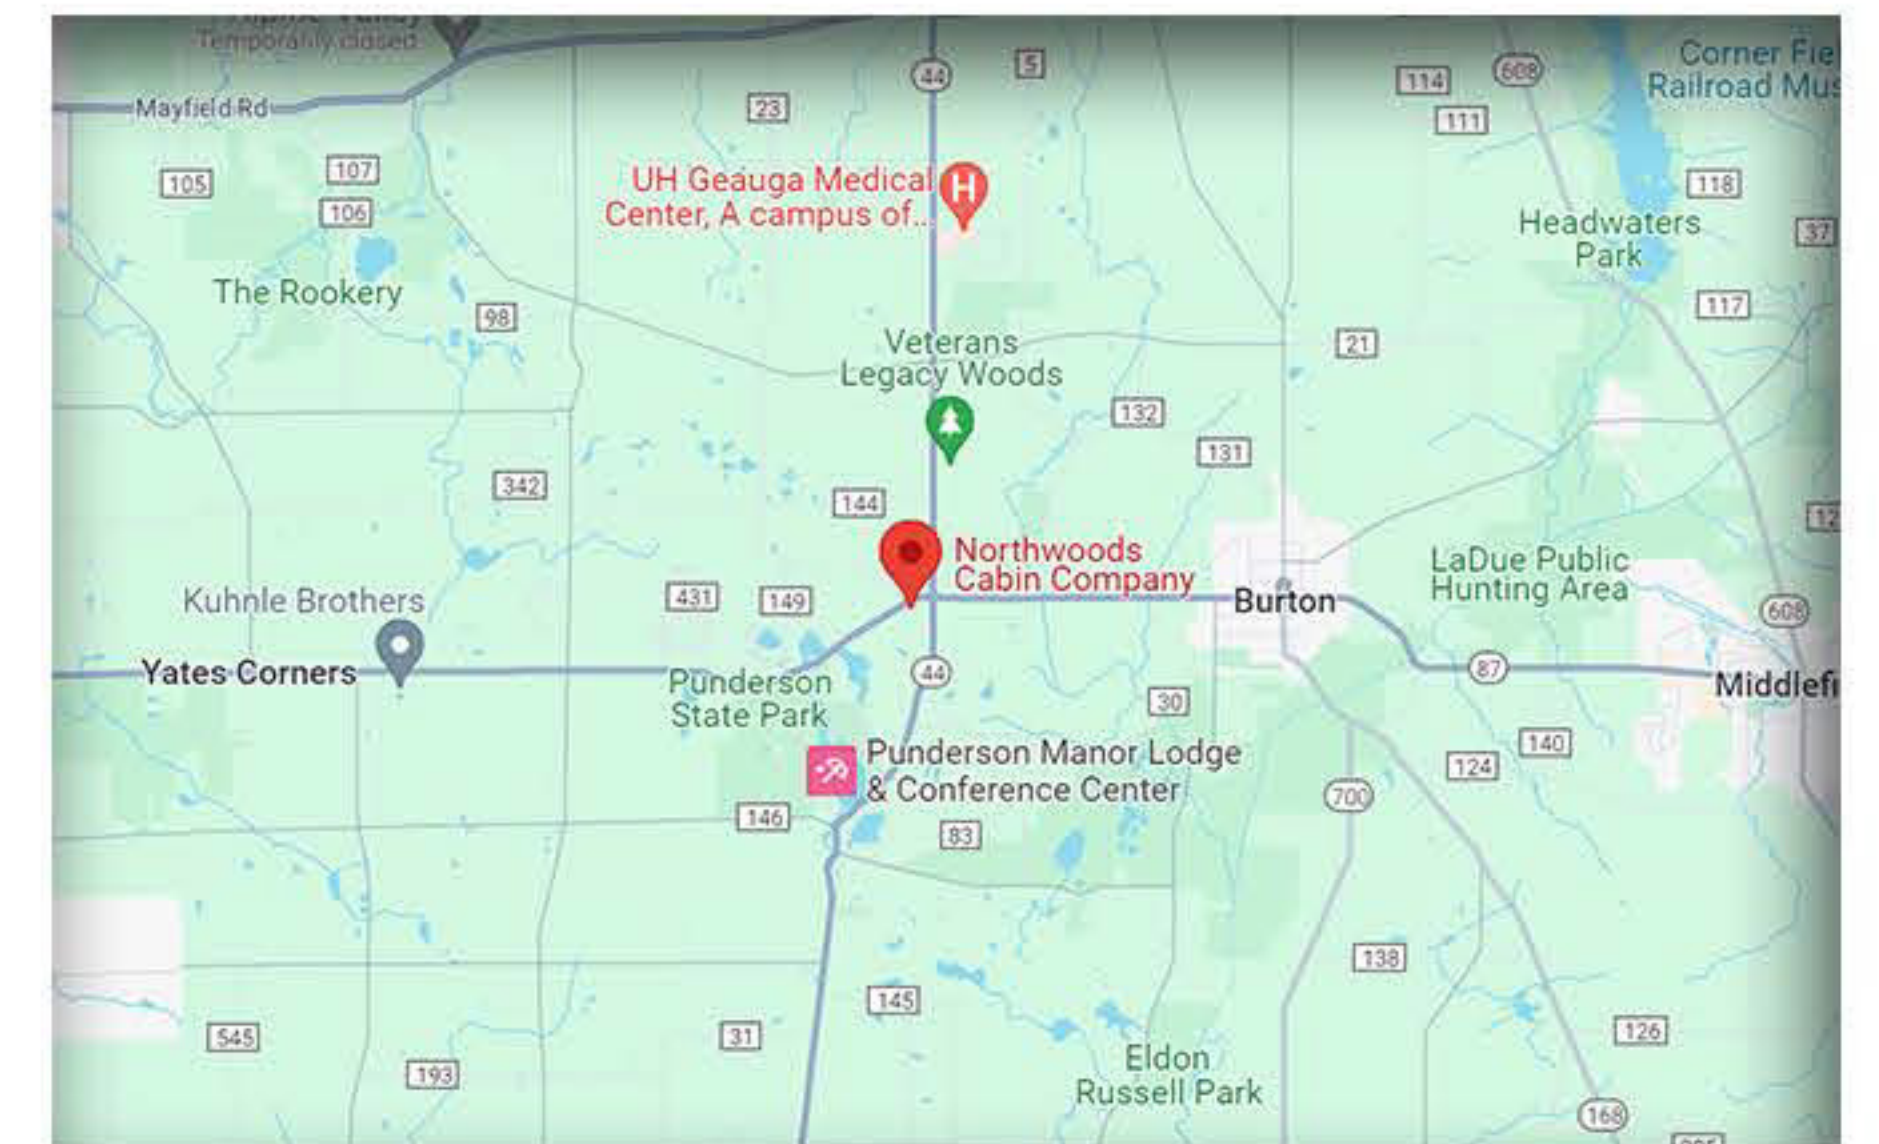 Temporarily closed
44
5
114
608
Corner Fie
Railroad Mus
Mayfield Rd
23
111
105
107
106
UH Geauga Medical
Center, A campus of...
H
118
Headwaters
Park
37
The Rookery
98
117
Veterans
Legacy Woods
21
132
131
342
144
12
Northwoods
Cabin Company
LaDue Public
Hunting Area
Kuhnle Brothers
431
149
Burton
608
Yates Corners
Punderson
State Park
44
87
30
Middlefi
Punderson Manor Lodge
& Conference Center
140
124
700
146
83
138
145
545
31
126
193
Eldon
Russell Park
168